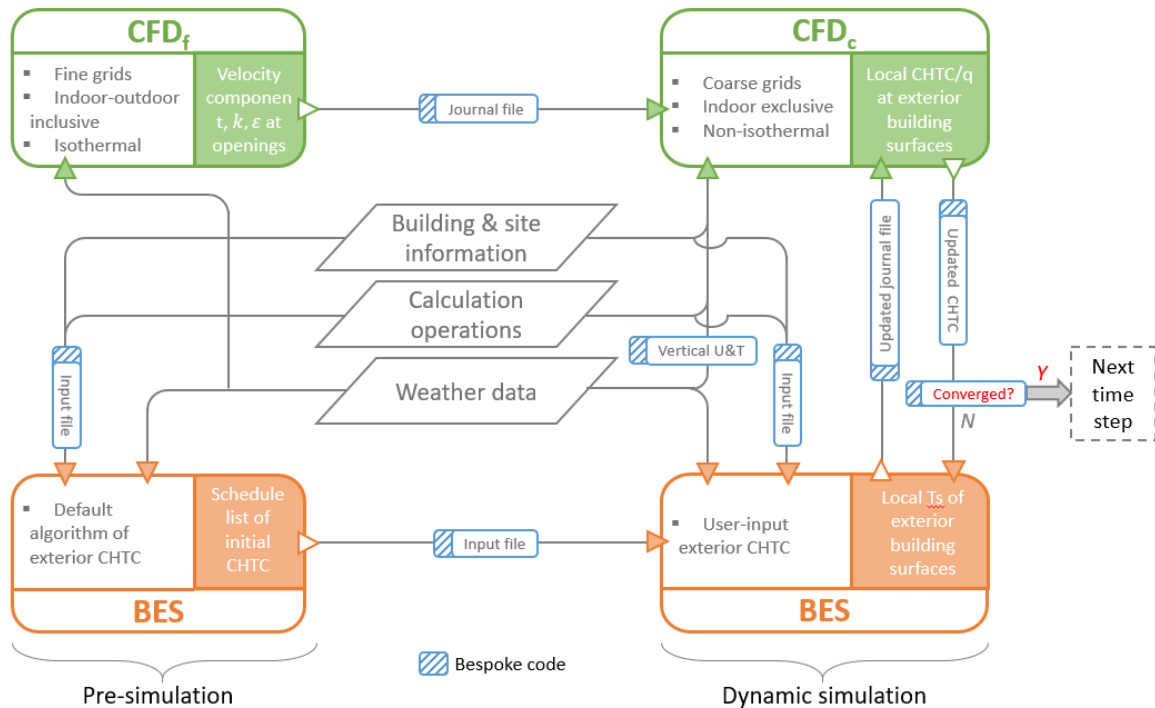 CFDf
▪ Fine grids
▪ Indoor-outdoor
inclusive
▪ Isothermal
Velocity
componen
t, k, ε at
openings
Journal file
CFDc
▪ Coarse grids
▪ Indoor exclusive
▪ Non-isothermal
Local CHTC/q
at exterior
building
surfaces
Building & site
information
Calculation
operations
Weather data
Input file
Vertical U&T
Input file
Updated journal file
Updated CHTC
Converged?
Y
N
Next
time
step
▪ Default
algorithm of
exterior CHTC
Schedule
list of
initial
CHTC
BES
Input file
▪ User-input
exterior CHTC
Local Ts of
exterior
building
surfaces
BES
Bespoke code
Pre-simulation
Dynamic simulation